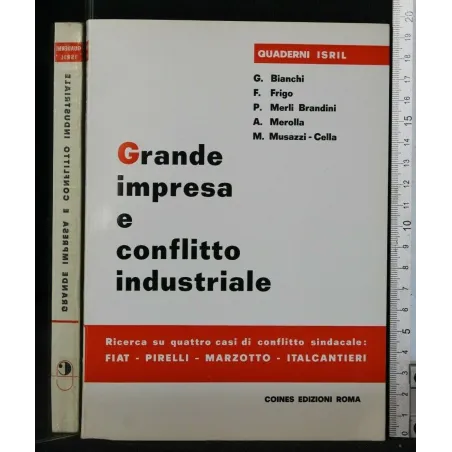 QUADERNI ISRIL
G. Bianchi
F. Frigo
P. Merli Brandini
A. Merolla
M. Musazzi-Cella
Grande
impresa
e
conflitto
industriale
Ricerca su quattro casi di conflitto sindacale:
FIAT - PIRELLI - MARZOTTO - ITALCANTIERI
COINES EDIZIONI ROMA
GRANDE IMPRESA E CONFLITTO INDUSTRIALE